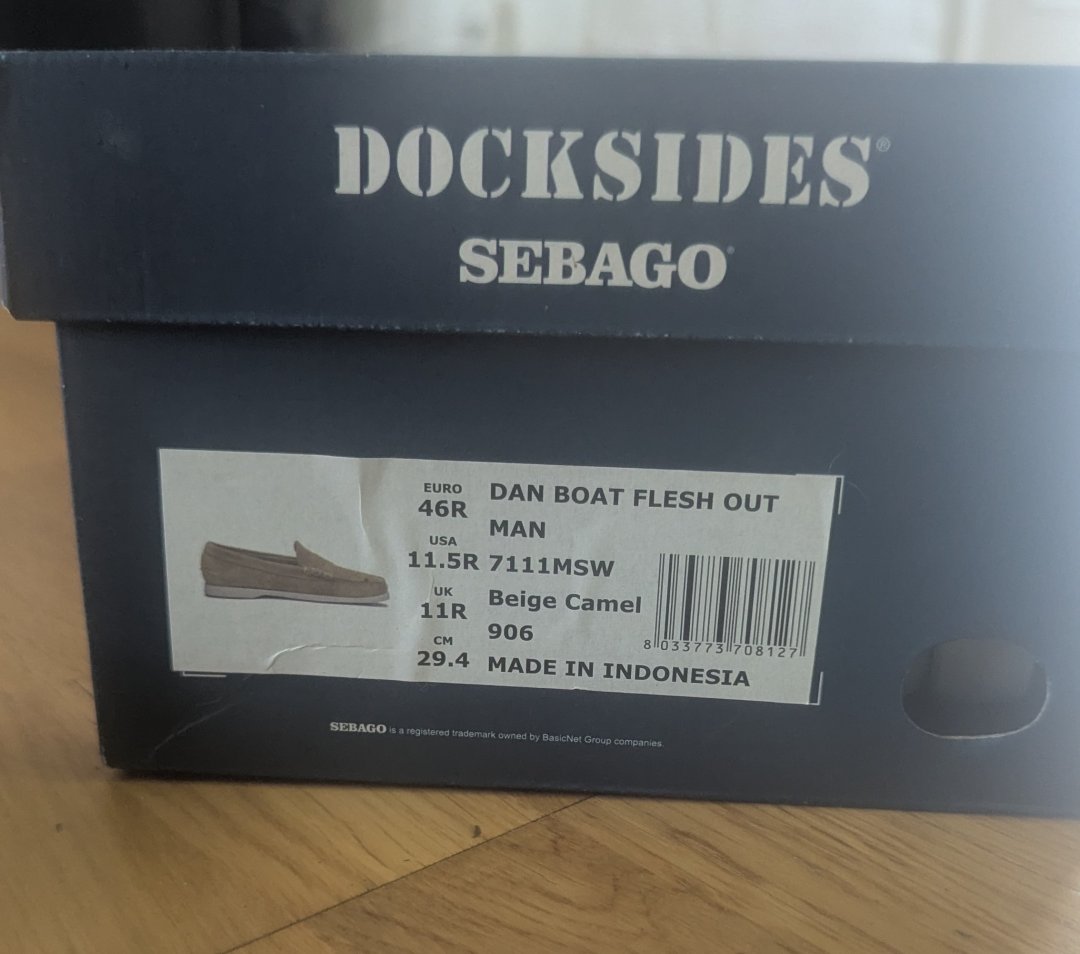 DOCKSIDES®
SEBAGO®
EURO
46R
USA
11.5R
UK
11R
CM
29.4
DAN BOAT FLESH OUT
MAN
7111MSW
Beige Camel
906
MADE IN INDONESIA
8 033773 708127
SEBAGO is a registered trademark owned by BasicNet Group companies.